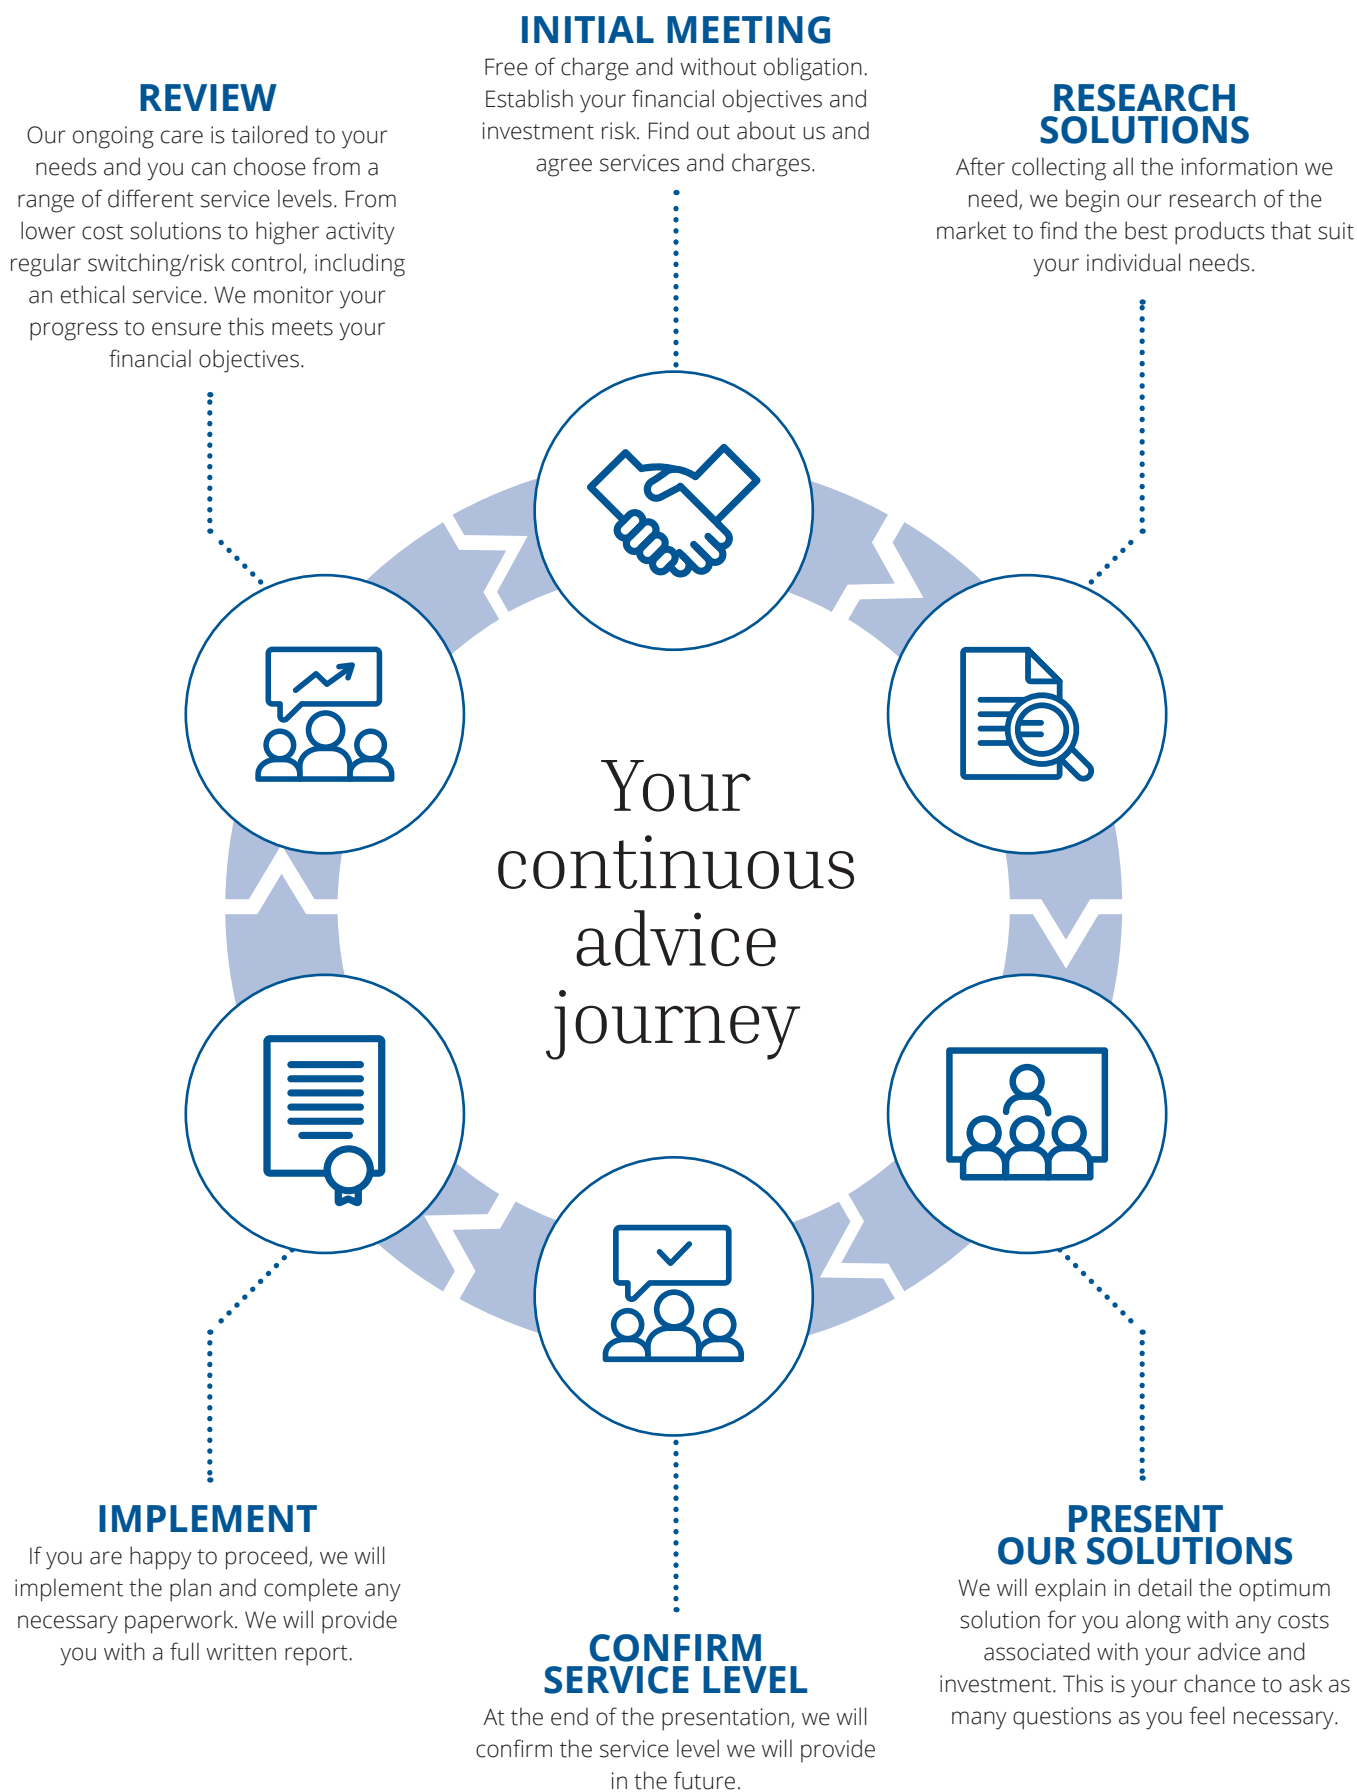 INITIAL MEETING
Free of charge and without obligation.
Establish your financial objectives and
investment risk. Find out about us and
agree services and charges.
RESEARCH
SOLUTIONS
After collecting all the information we
need, we begin our research of the
market to find the best products that suit
your individual needs.
PRESENT
OUR SOLUTIONS
We will explain in detail the optimum
solution for you along with any costs
associated with your advice and
investment. This is your chance to ask as
many questions as you feel necessary.
CONFIRM
SERVICE LEVEL
At the end of the presentation, we will
confirm the service level we will provide
in the future.
IMPLEMENT
If you are happy to proceed, we will
implement the plan and complete any
necessary paperwork. We will provide
you with a full written report.
REVIEW
Our ongoing care is tailored to your
needs and you can choose from a
range of different service levels. From
lower cost solutions to higher activity
regular switching/risk control, including
an ethical service. We monitor your
progress to ensure this meets your
financial objectives.
Your
continuous
advice
journey